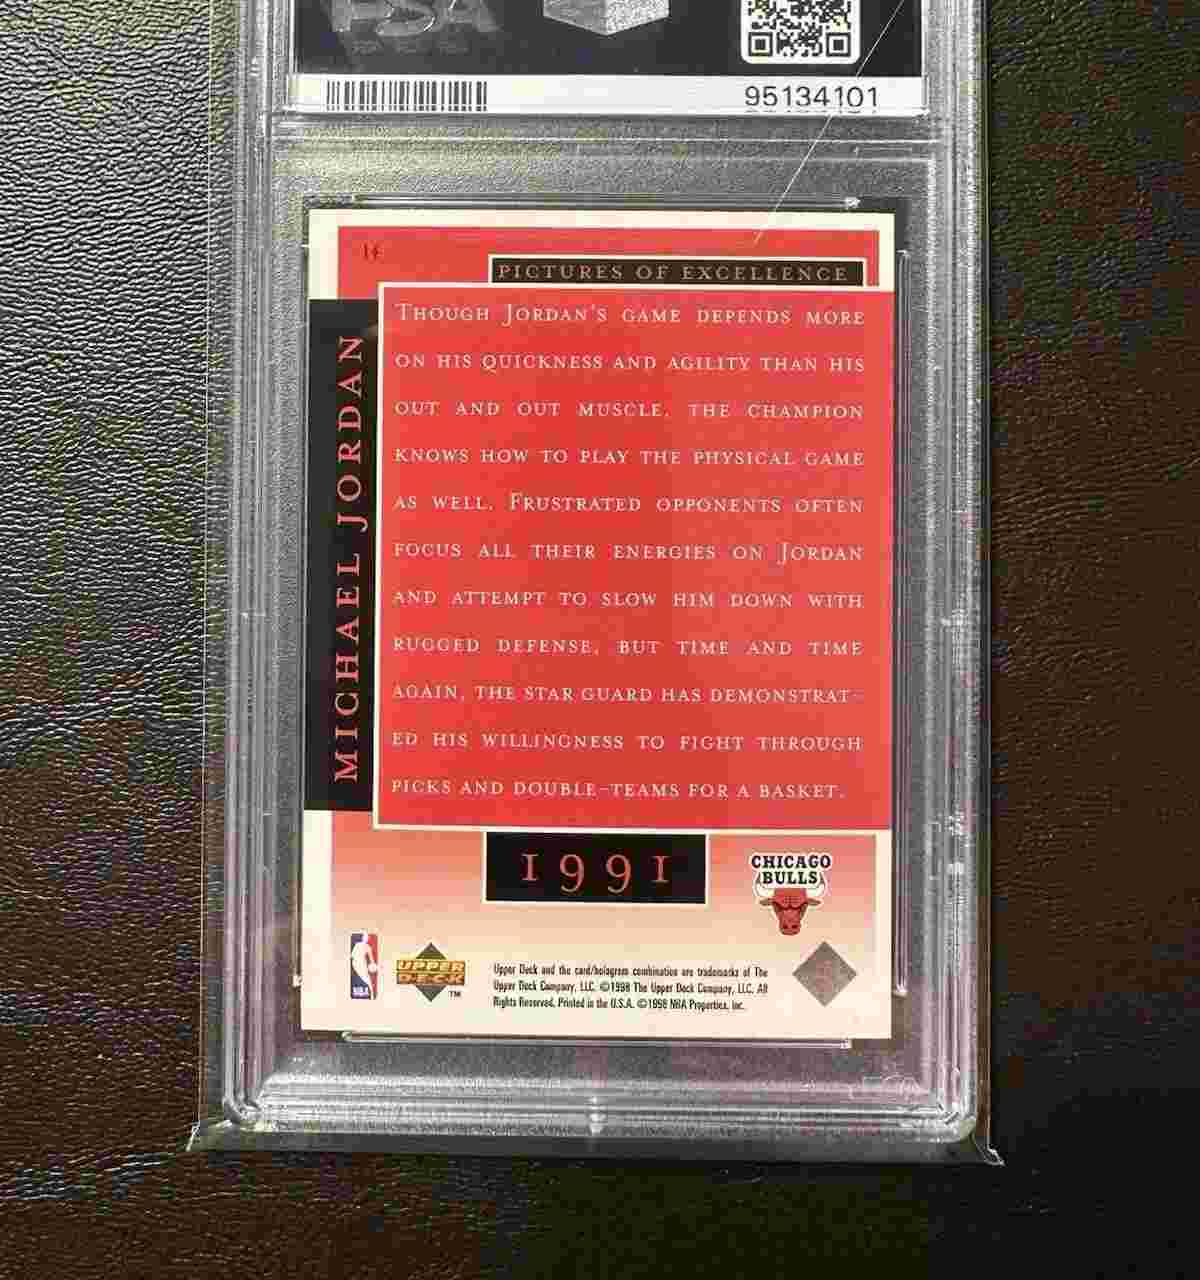 PSA
95134101
14
PICTURES OF EXCELLENCE
MICHAEL JORDAN
THOUGH JORDAN'S GAME DEPENDS MORE
ON HIS QUICKNESS AND AGILITY THAN HIS
OUT AND OUT MUSCLE, THE CHAMPION
KNOWS HOW TO PLAY THE PHYSICAL GAME
AS WELL. FRUSTRATED OPPONENTS OFTEN
FOCUS ALL THEIR ENERGIES ON JORDAN
AND ATTEMPT TO SLOW HIM DOWN WITH
RUGGED DEFENSE, BUT TIME AND TIME
AGAIN, THE STAR GUARD HAS DEMONSTRAT-
ED HIS WILLINGNESS TO FIGHT THROUGH
PICKS AND DOUBLE-TEAMS FOR A BASKET.
1991
CHICAGO
BULLS
NBA
UPPER
DECK
™
Upper Deck and the card/hologram combination are trademarks of The
Upper Deck Company, LLC. ©1998 The Upper Deck Company, LLC. All
Rights Reserved. Printed in the U.S.A. ©1998 NBA Properties, Inc.